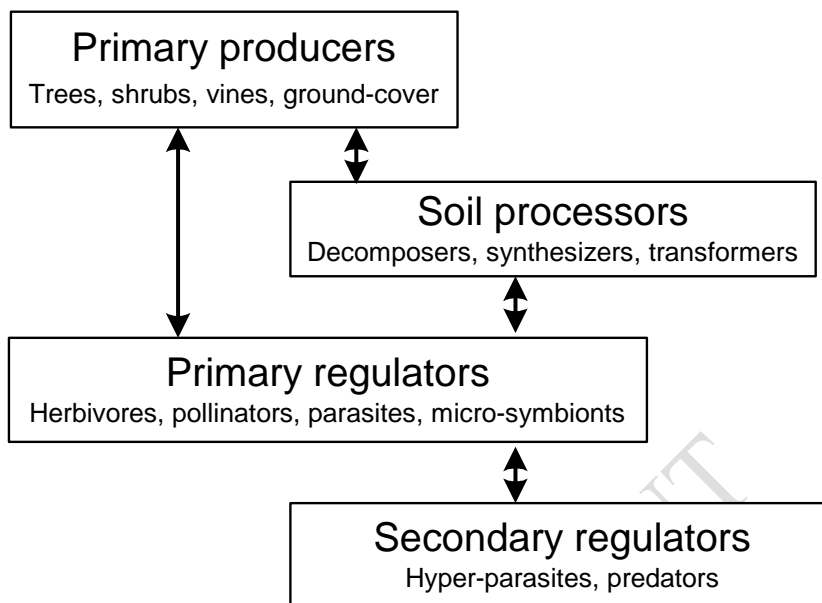 Primary producers
Trees, shrubs, vines, ground-cover
Soil processors
Decomposers, synthesizers, transformers
Primary regulators
Herbivores, pollinators, parasites, micro-symbionts
Secondary regulators
Hyper-parasites, predators